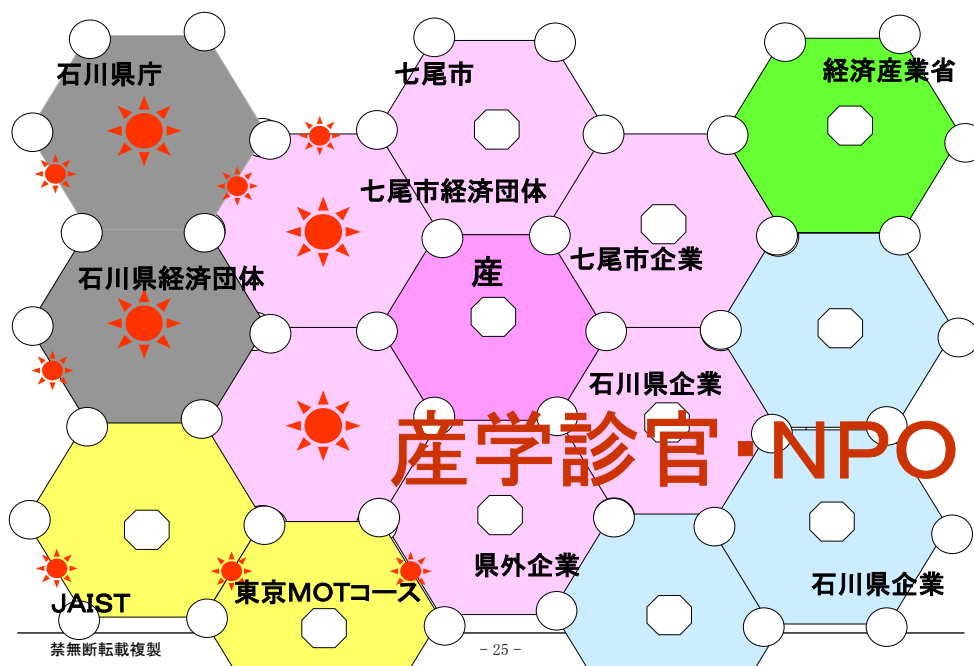 石川県庁
七尾市
経済産業省
七尾市経済団体
石川県経済団体
産
七尾市企業
石川県企業
産学診官・NPO
県外企業
石川県企業
JAIST
東京MOTコース
禁無断転載複製
- 25 -